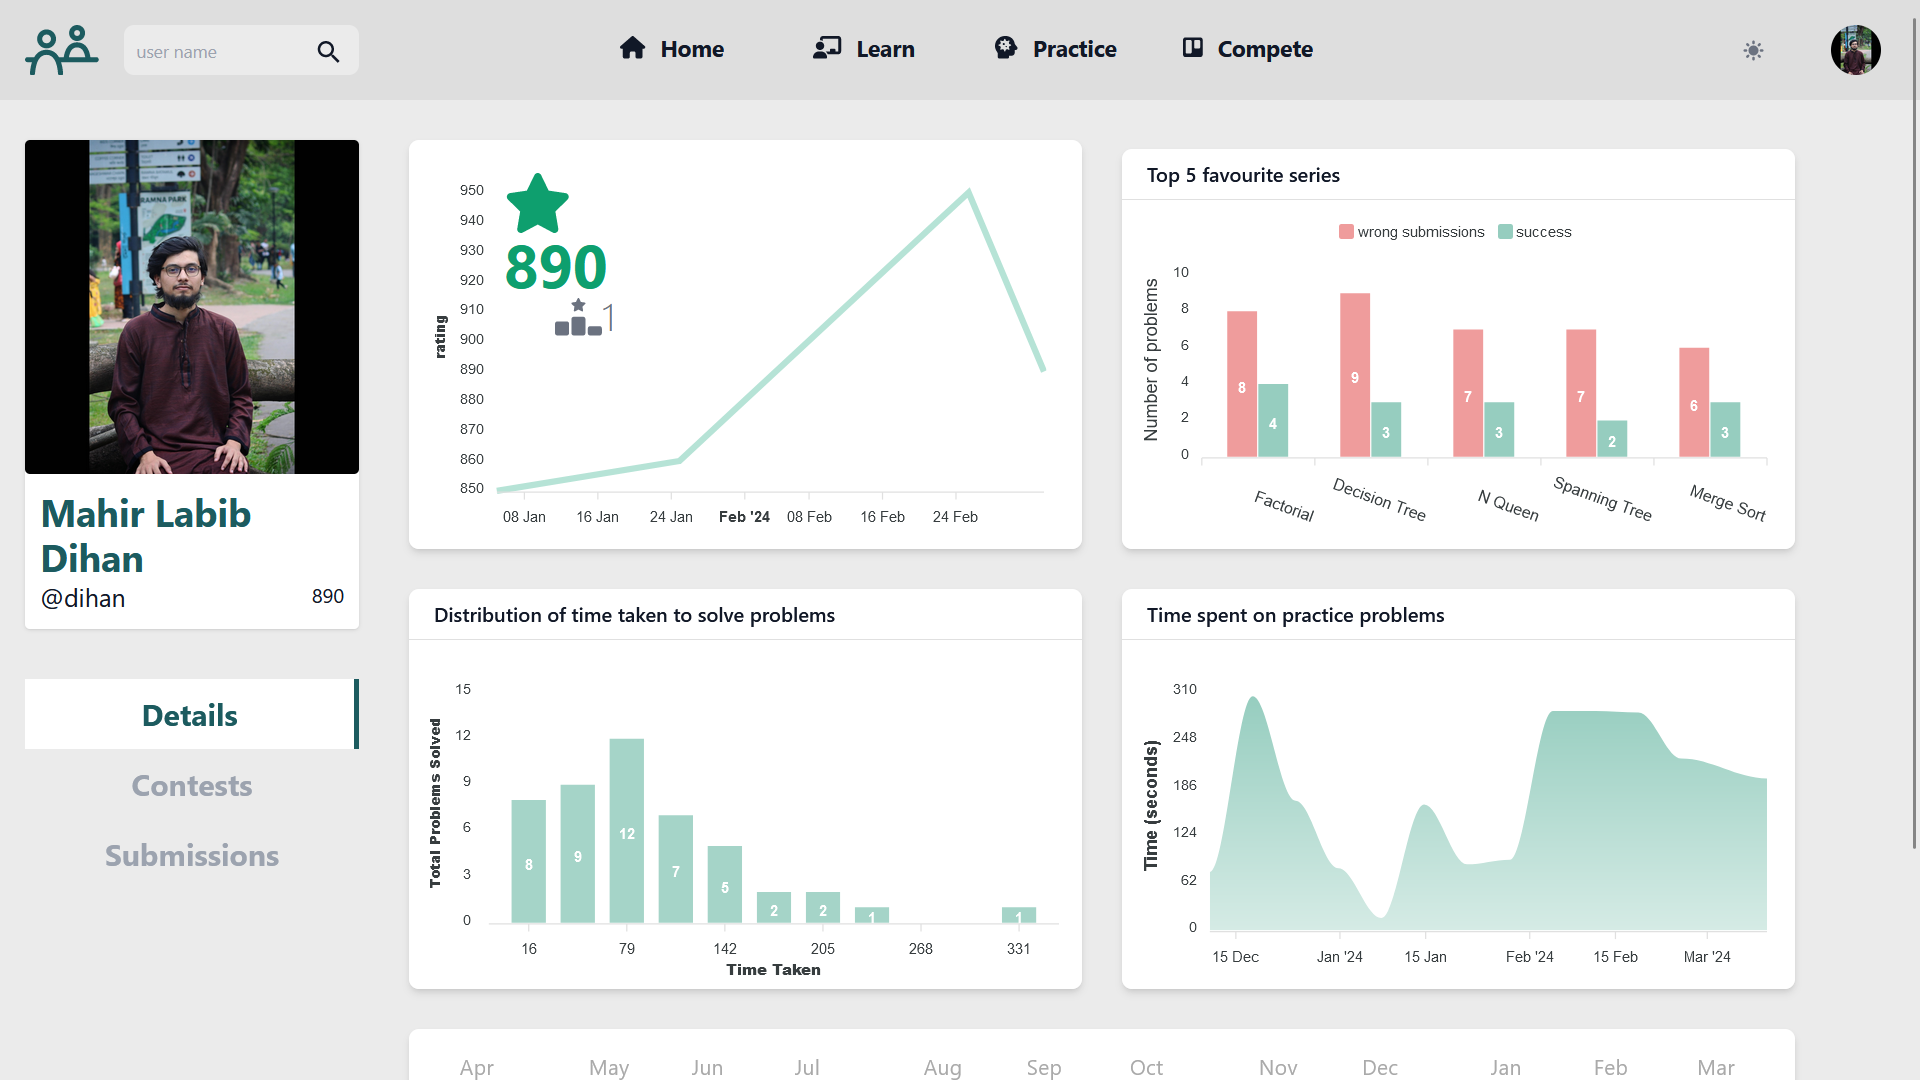 user name
Home
Learn
Practice
Compete
RAMNA PARK
Mahir Labib
Dihan
@dihan
890
Details
Contests
Submissions
890
1
rating
950
940
930
920
910
900
890
880
870
860
850
08 Jan
16 Jan
24 Jan
Feb '24
08 Feb
16 Feb
24 Feb
Top 5 favourite series
wrong submissions
success
Number of problems
10
8
6
4
2
0
8
4
9
3
7
3
7
2
6
3
Factorial
Decision Tree
N Queen
Spanning Tree
Merge Sort
Distribution of time taken to solve problems
Total Problems Solved
15
12
9
6
3
0
8
9
12
7
5
2
2
1
1
16
79
142
205
268
331
Time Taken
Time spent on practice problems
Time (seconds)
310
248
186
124
62
0
15 Dec
Jan '24
15 Jan
Feb '24
15 Feb
Mar '24
Apr
May
Jun
Jul
Aug
Sep
Oct
Nov
Dec
Jan
Feb
Mar